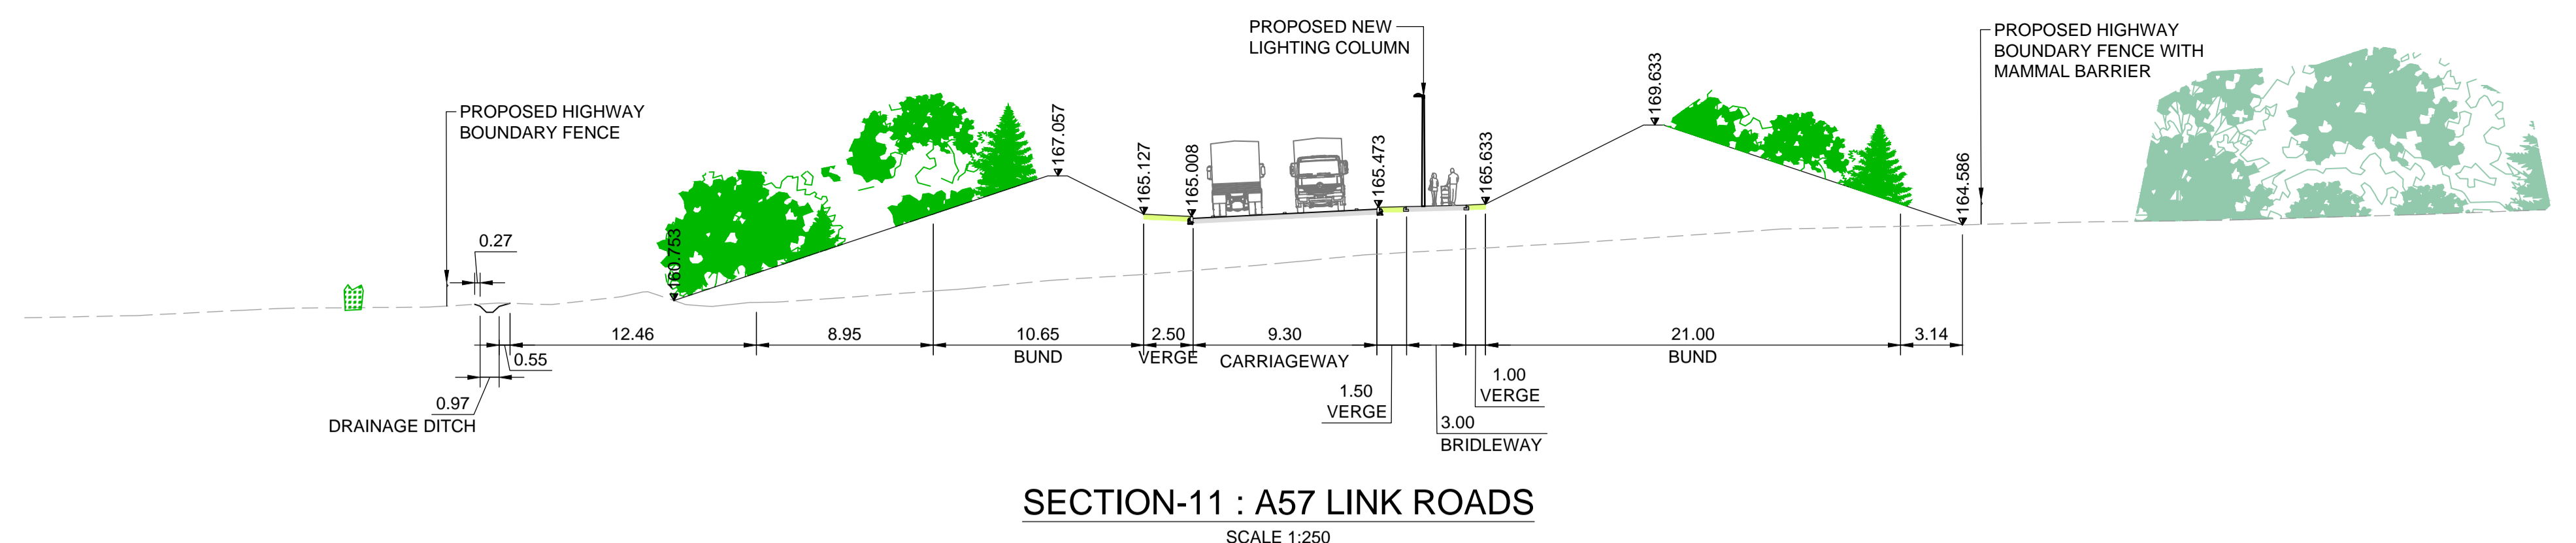 PROPOSED NEW
LIGHTING COLUMN
PROPOSED HIGHWAY
BOUNDARY FENCE WITH
MAMMAL BARRIER
PROPOSED HIGHWAY
BOUNDARY FENCE
160.753
167.057
165.127
165.008
165.473
165.633
169.633
164.586
0.27
12.46
8.95
10.65
BUND
2.50
VERGE
9.30
CARRIAGEWAY
21.00
BUND
3.14
0.55
0.97
DRAINAGE DITCH
1.50
VERGE
3.00
BRIDLEWAY
1.00
VERGE
SECTION-11 : A57 LINK ROADS
SCALE 1:250